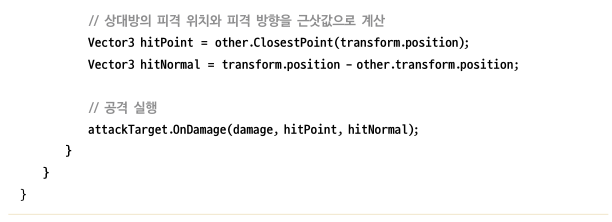 // 상대방의 피격 위치와 피격 방향을 근삿값으로 계산
Vector3 hitPoint = other.ClosestPoint(transform.position);
Vector3 hitNormal = transform.position - other.transform.position;
// 공격 실행
attackTarget.OnDamage(damage, hitPoint, hitNormal);
}
}
}